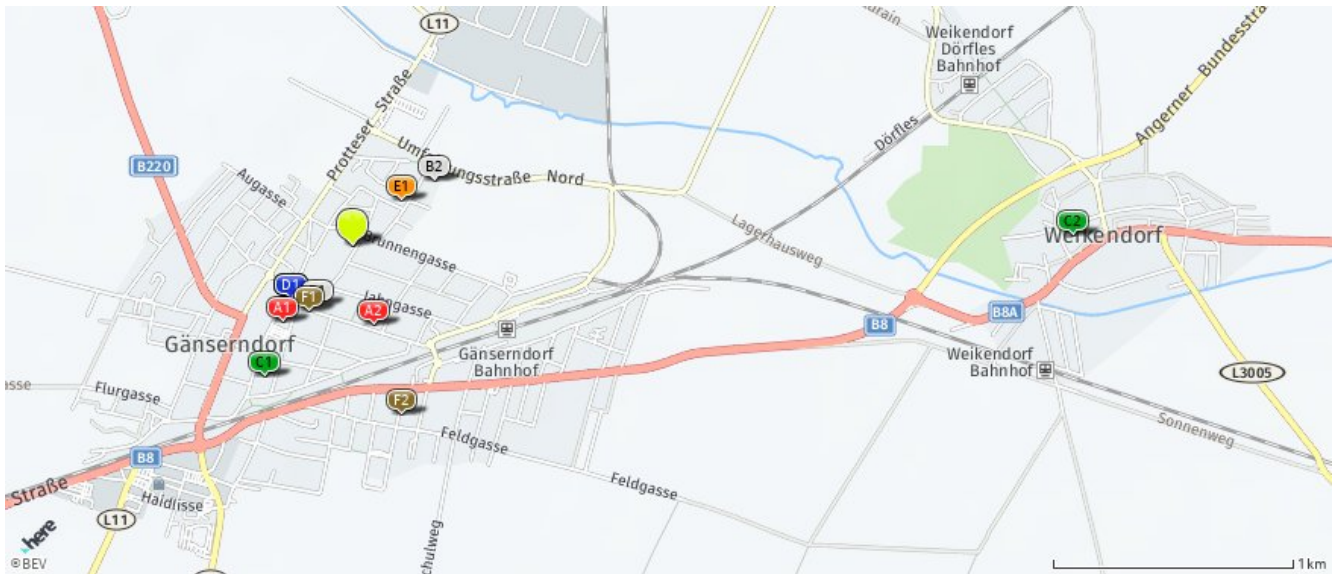 L11
Weikendorf
Dörfles
Bahnhof
Angerner Bundesstra
Protteser Straße
Dörfles
B220
Augasse
B2
Nord
E1
Brunnengasse
Lagerhausweg
C2
Weikendorf
D1
F1
A1
A2
Jahngasse
B8A
B8
Gänserndorf
Gänserndorf
Bahnhof
Weikendorf
Bahnhof
C1
L3005
Flurgasse
F2
Feldgasse
Sonnenweg
B8
Feldgasse
Straße
Haidlisse
L11
here
©BEV
1km